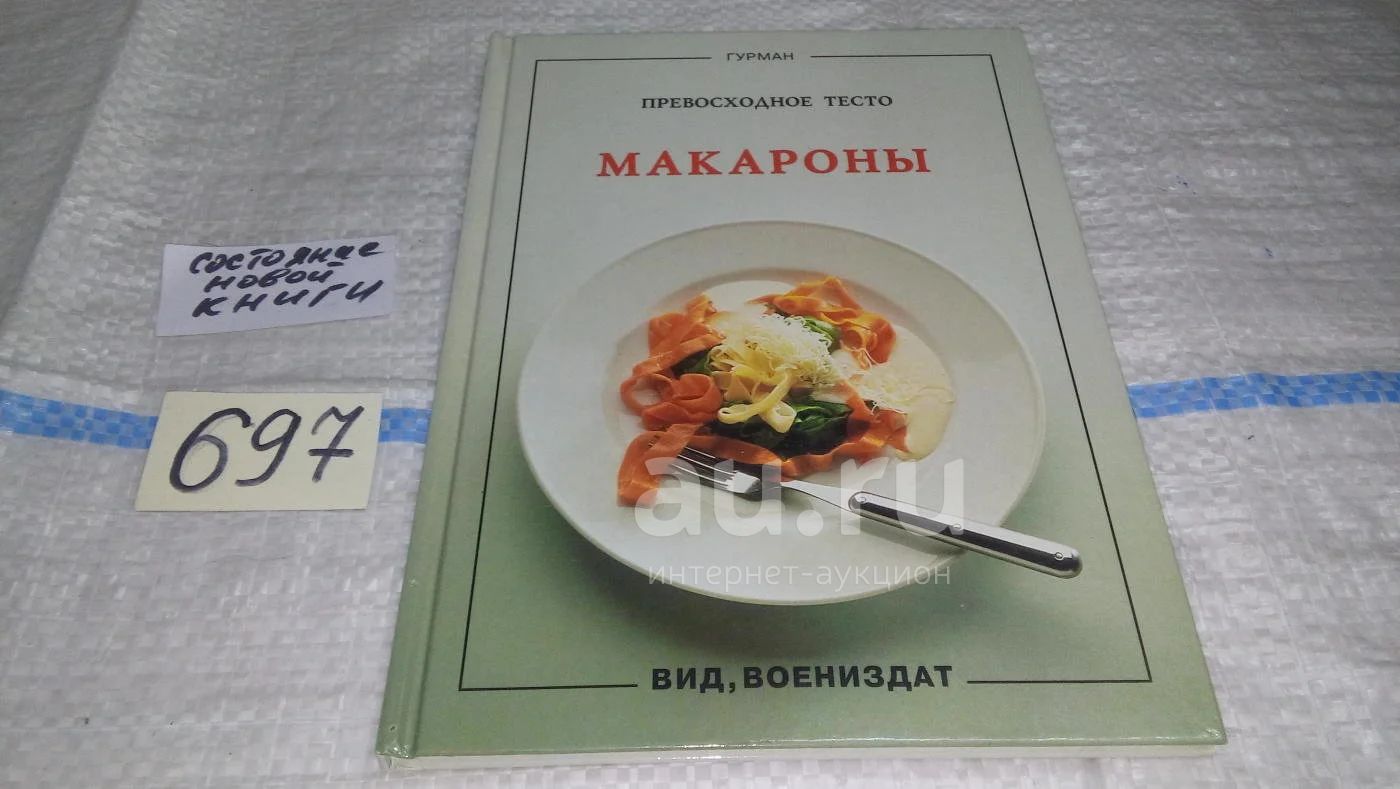 ГУРМАН
ПРЕВОСХОДНОЕ ТЕСТО
МАКАРОНЫ
состояние
новой
книги
697
au.ru
интернет-аукцион
ВИД, ВОЕНИЗДАТ